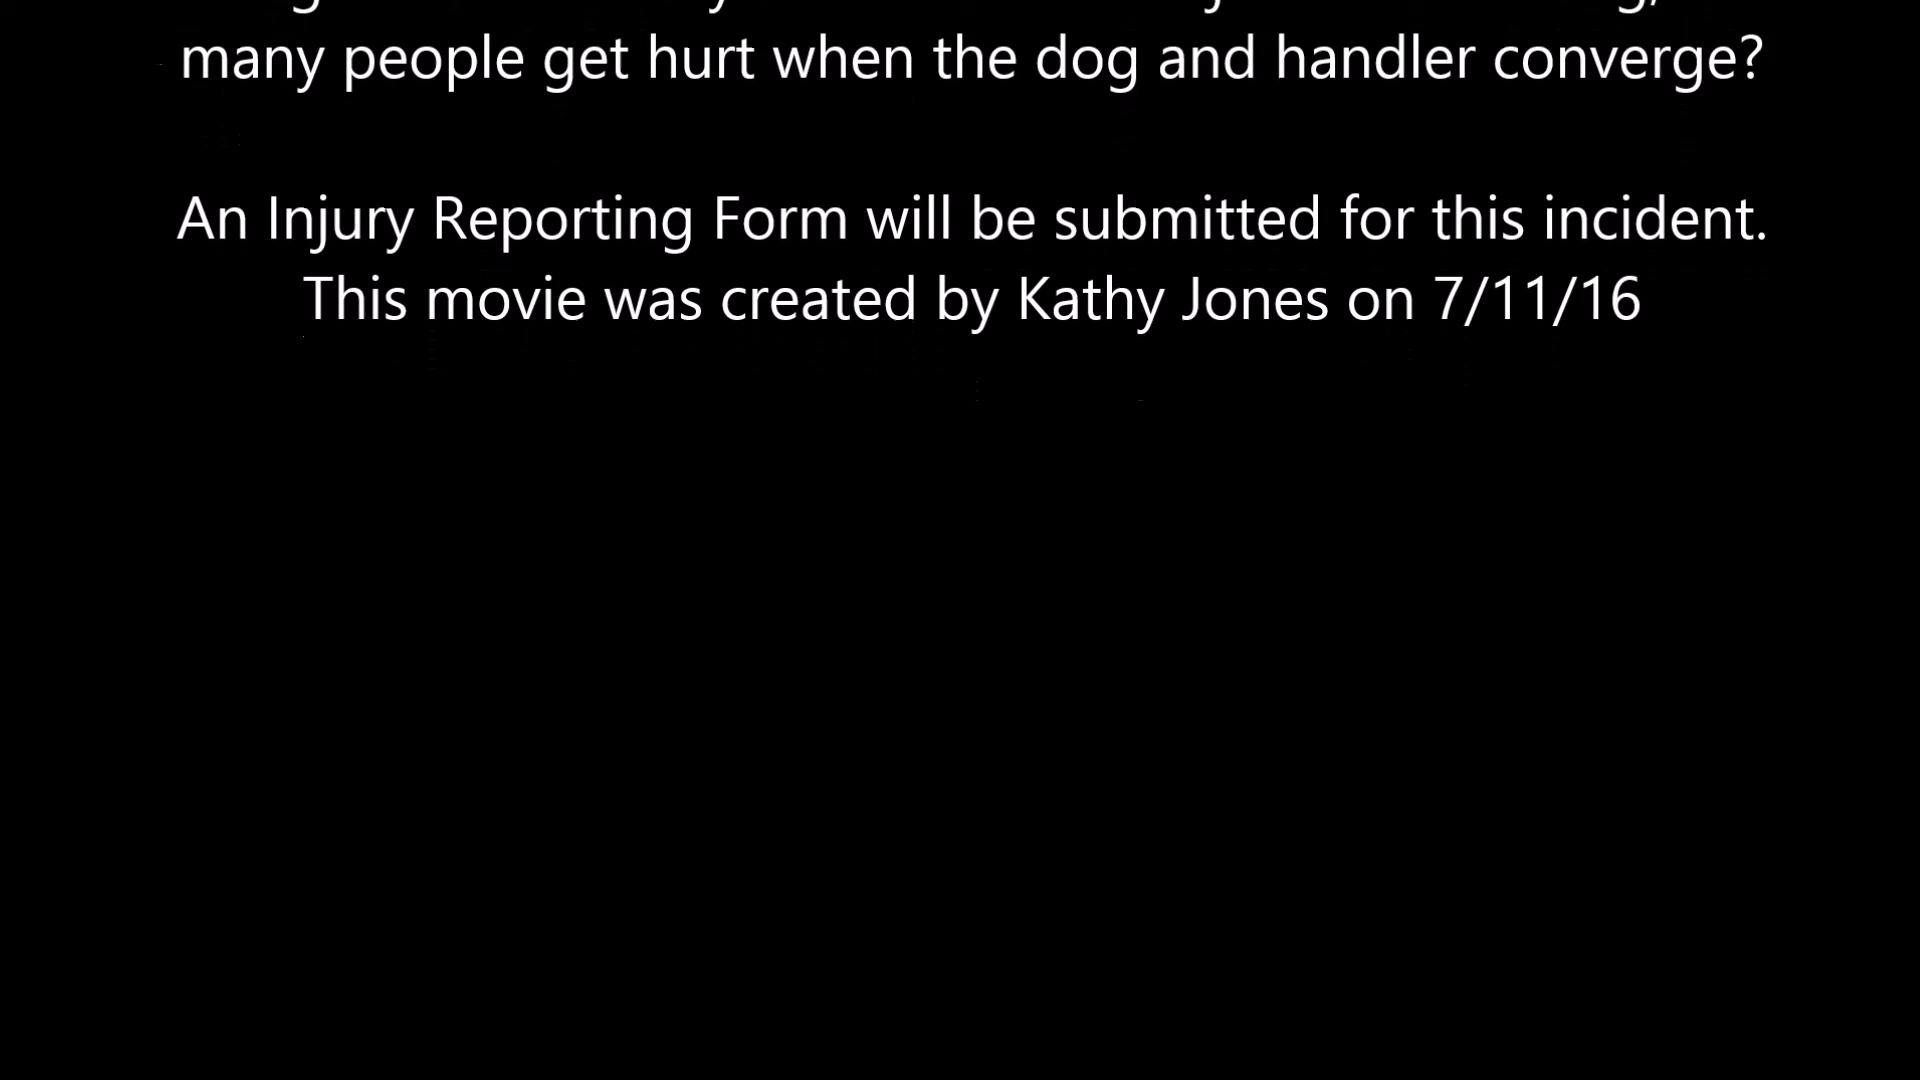 many people get hurt when the dog and handler converge?
An Injury Reporting Form will be submitted for this incident.
This movie was created by Kathy Jones on 7/11/16